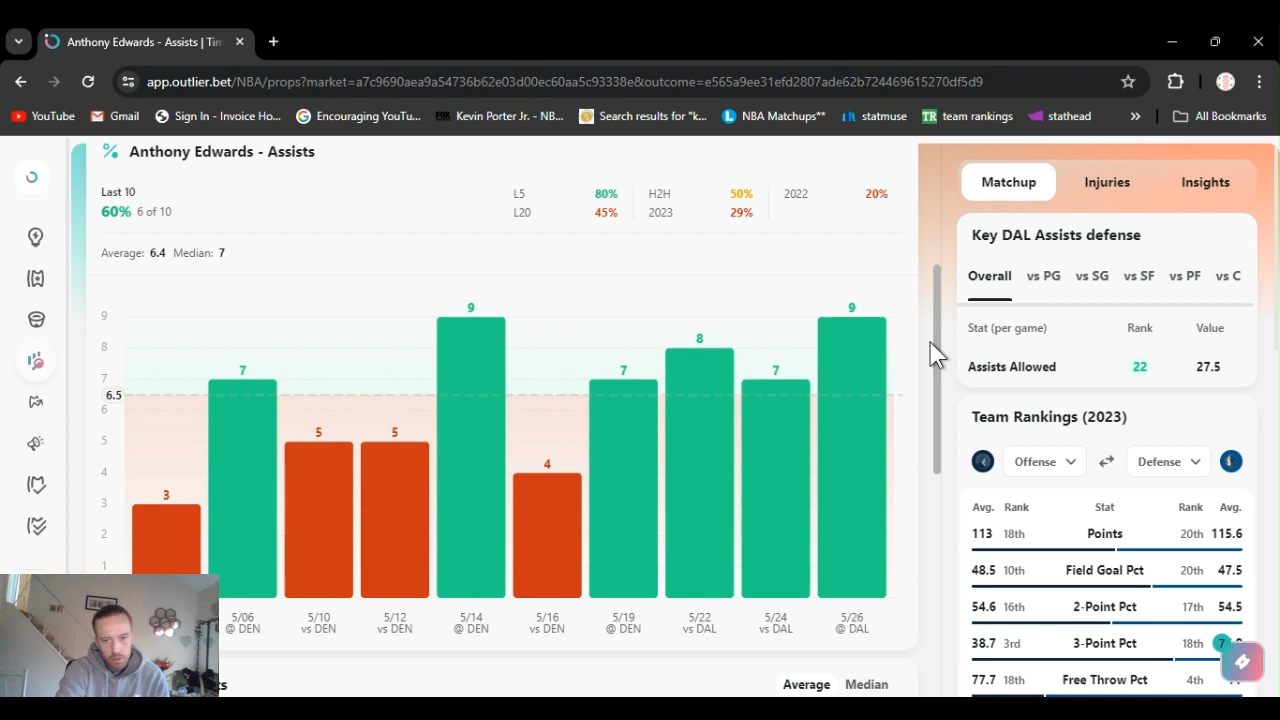 Anthony Edwards - Assists | Tim
app.outlier.bet/NBA/props?market=a7c9690aea9a54736b62e03d00ec60aa5c93338e&outcome=e565a9ee31efd2807ade62b724469615270df5d9
YouTube Gmail Sign In - Invoice Ho... Encouraging YouTu... Kevin Porter Jr. - NB... Search results for "k... NBA Matchups** statmuse team rankings stathead » All Bookmarks
% Anthony Edwards - Assists
Last 10
60% 6 of 10
L5 80% H2H 50% 2022 20%
L20 45% 2023 29%
Average: 6.4 Median: 7
9
8
7
6.5
6
5
4
3
2
1
3 7 5 5 9 4 7 8 7 9
5/06 5/10 5/12 5/14 5/16 5/19 5/22 5/24 5/26
@ DEN vs DEN vs DEN @ DEN vs DEN @ DEN vs DAL vs DAL @ DAL
Average Median
Matchup Injuries Insights
Key DAL Assists defense
Overall vs PG vs SG vs SF vs PF vs C
Stat (per game) Rank Value
Assists Allowed 22 27.5
Team Rankings (2023)
Offense Defense
Avg. Rank Stat Rank Avg.
113 18th Points 20th 115.6
48.5 10th Field Goal Pct 20th 47.5
54.6 16th 2-Point Pct 17th 54.5
38.7 3rd 3-Point Pct 18th
77.7 18th Free Throw Pct 4th